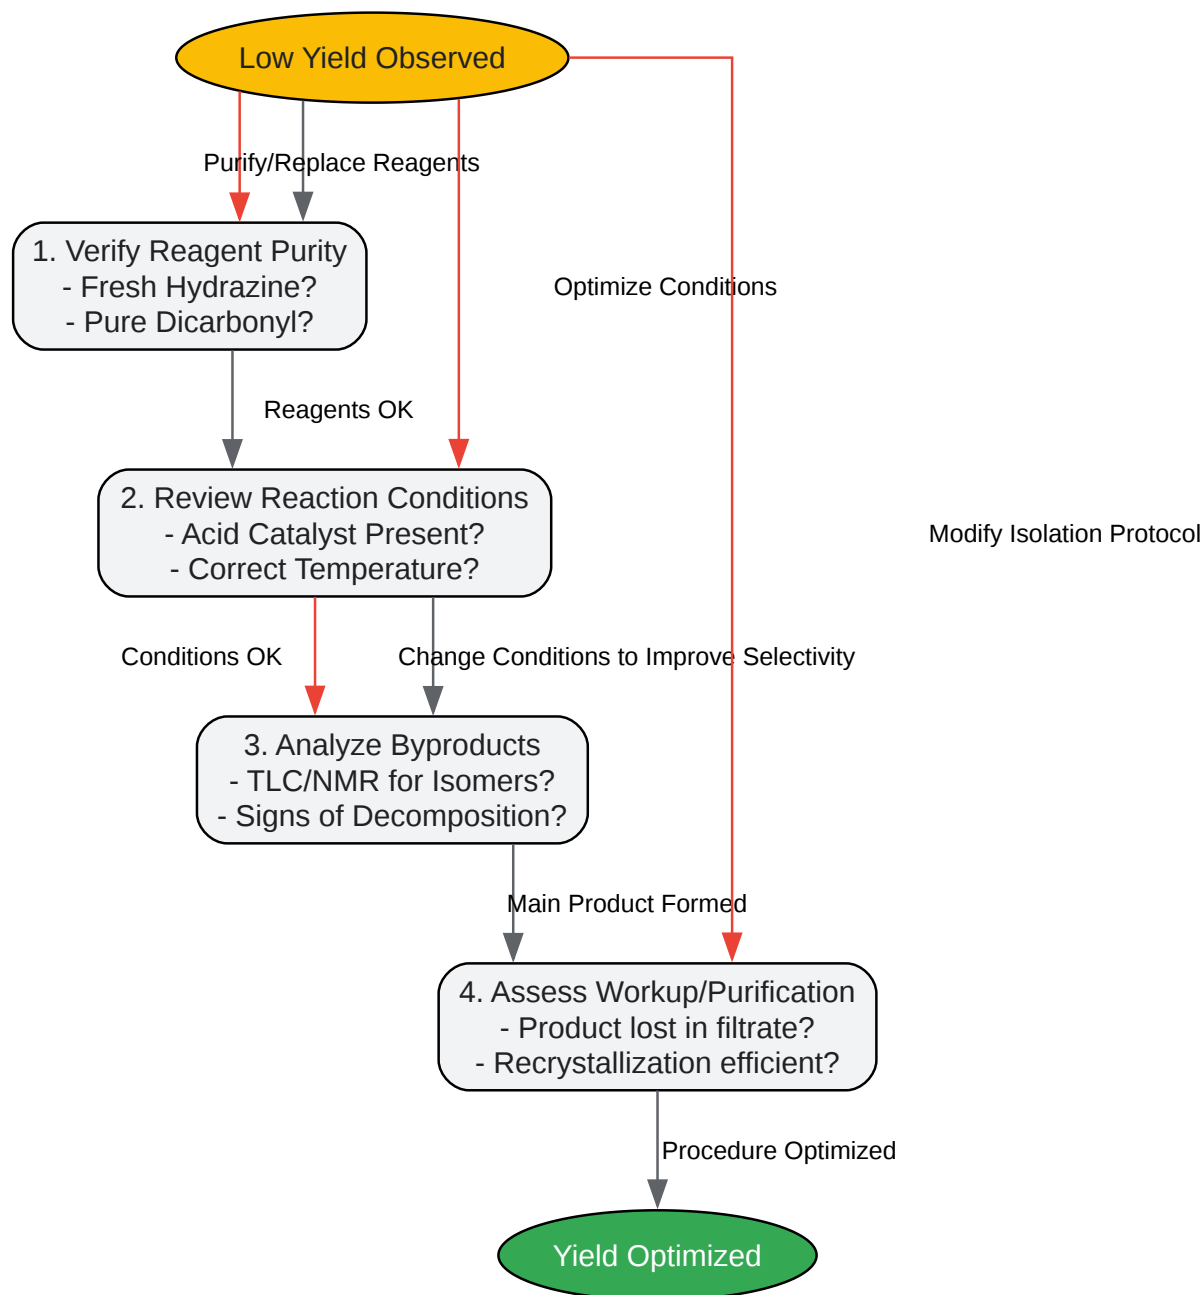 Low Yield Observed
Purify/Replace Reagents
1. Verify Reagent Purity
- Fresh Hydrazine?
- Pure Dicarbonyl?
Optimize Conditions
Reagents OK
2. Review Reaction Conditions
- Acid Catalyst Present?
- Correct Temperature?
Modify Isolation Protocol
Conditions OK
Change Conditions to Improve Selectivity
3. Analyze Byproducts
- TLC/NMR for Isomers?
- Signs of Decomposition?
Main Product Formed
4. Assess Workup/Purification
- Product lost in filtrate?
- Recrystallization efficient?
Procedure Optimized
Yield Optimized